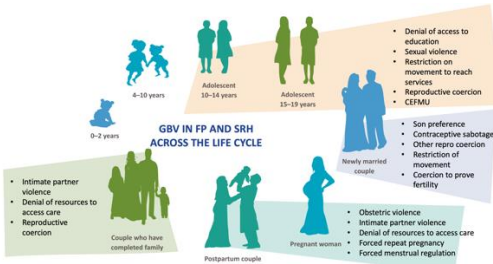 4–10 years
0–2 years
Adolescent
10–14 years
Adolescent
15–19 years
• Denial of access to
education
• Sexual violence
• Restriction on
movement to reach
services
• Reproductive coercion
• CEFMU
GBV IN FP AND SRH
ACROSS THE LIFE CYCLE
Newly married
couple
• Son preference
• Contraceptive sabotage
• Other repro coercion
• Restriction of
movement
• Coercion to prove
fertility
• Intimate partner
violence
• Denial of resources to
access care
• Reproductive
coercion
Couple who have
completed family
Postpartum couple
Pregnant woman
• Obstetric violence
• Intimate partner violence
• Denial of resources to access care
• Forced repeat pregnancy
• Forced menstrual regulation